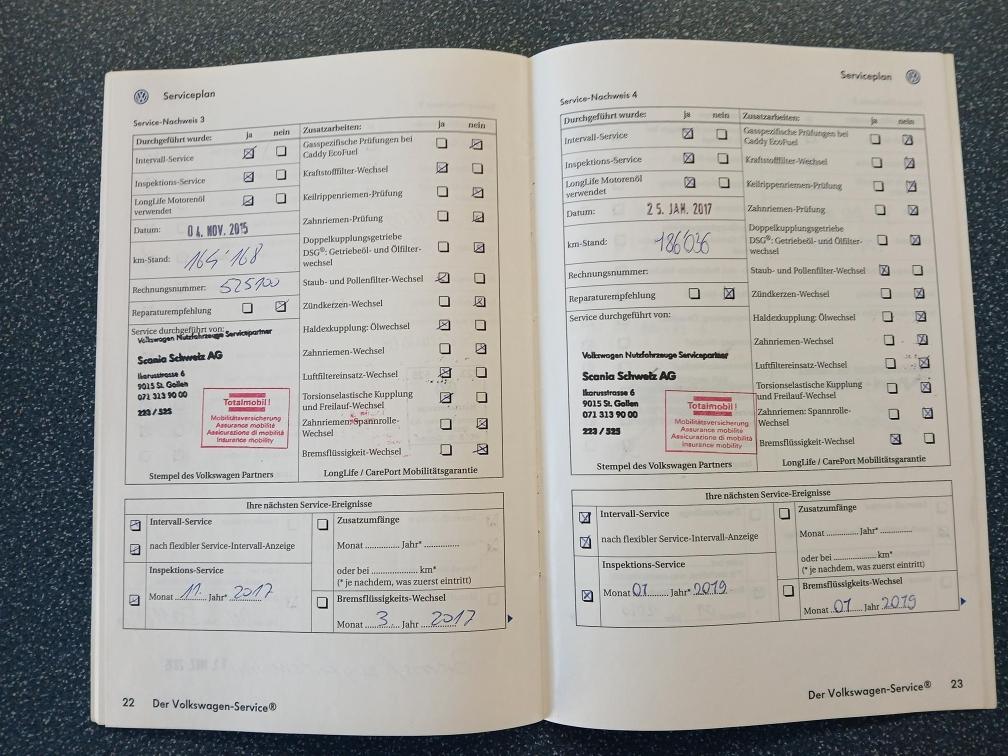 Serviceplan
Service-Nachweis 3
Durchgeführt wurde: ja nein
Intervall-Service
Inspektions-Service
LongLife Motorenöl
verwendet
Datum: 04. NOV. 2015
km-Stand: 164'168
Rechnungsnummer: 525100
Reparaturempfehlung
Service durchgeführt von:
Volkswagen Nutzfahrzeuge Servicepartner
Scania Schweiz AG
Ikarusstrasse 6
9015 St. Gallen
071 313 90 00
223 / 525
Totalmobil!
Mobilitätsversicherung
Assurance mobilité
Assicurazione di mobilità
Insurance mobility
Stempel des Volkswagen Partners
Zusatzarbeiten: ja nein
Gasspezifische Prüfungen bei
Caddy EcoFuel
Kraftstofffilter-Wechsel
Keilrippenriemen-Prüfung
Zahnriemen-Prüfung
Doppelkupplungsgetriebe
DSG®: Getriebeöl- und Ölfilter-
wechsel
Staub- und Pollenfilter-Wechsel
Zündkerzen-Wechsel
Haldexkupplung: Ölwechsel
Zahnriemen-Wechsel
Luftfiltereinsatz-Wechsel
Torsionselastische Kupplung
und Freilauf-Wechsel
Zahnriemen: Spannrolle-
Wechsel
Bremsflüssigkeit-Wechsel
LongLife / CarePort Mobilitätsgarantie
Ihre nächsten Service-Ereignisse
Intervall-Service
nach flexibler Service-Intervall-Anzeige
Inspektions-Service
Monat 11. Jahr* 2017
Zusatzumfänge
Monat .............. Jahr* ..............
oder bei .................. km*
(* je nachdem, was zuerst eintritt)
Bremsflüssigkeits-Wechsel
Monat 3. Jahr 2017
22 Der Volkswagen-Service®
Serviceplan
Service-Nachweis 4
Durchgeführt wurde: ja nein
Intervall-Service
Inspektions-Service
LongLife Motorenöl
verwendet
Datum: 25. JAN. 2017
km-Stand: 186'036
Rechnungsnummer:
Reparaturempfehlung
Service durchgeführt von:
Volkswagen Nutzfahrzeuge Servicepartner
Scania Schweiz AG
Ikarusstrasse 6
9015 St. Gallen
071 313 90 00
223 / 525
Totalmobil!
Mobilitätsversicherung
Assurance mobilité
Assicurazione di mobilità
Insurance mobility
Stempel des Volkswagen Partners
Zusatzarbeiten: ja nein
Gasspezifische Prüfungen bei
Caddy EcoFuel
Kraftstofffilter-Wechsel
Keilrippenriemen-Prüfung
Zahnriemen-Prüfung
Doppelkupplungsgetriebe
DSG®: Getriebeöl- und Ölfilter-
wechsel
Staub- und Pollenfilter-Wechsel
Zündkerzen-Wechsel
Haldexkupplung: Ölwechsel
Zahnriemen-Wechsel
Luftfiltereinsatz-Wechsel
Torsionselastische Kupplung
und Freilauf-Wechsel
Zahnriemen: Spannrolle-
Wechsel
Bremsflüssigkeit-Wechsel
LongLife / CarePort Mobilitätsgarantie
Ihre nächsten Service-Ereignisse
Intervall-Service
nach flexibler Service-Intervall-Anzeige
Inspektions-Service
Monat 01 Jahr* 2019
Zusatzumfänge
Monat .............. Jahr* ..............
oder bei .................. km*
(* je nachdem, was zuerst eintritt)
Bremsflüssigkeits-Wechsel
Monat 01 Jahr 2019
Der Volkswagen-Service® 23